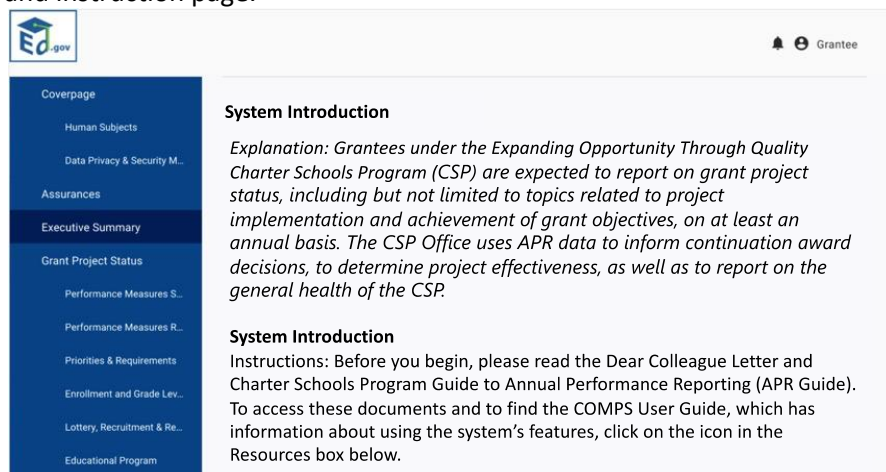 and instruction page.
Ed.gov
Grantee
Coverpage
Human Subjects
Data Privacy & Security M...
Assurances
Executive Summary
Grant Project Status
Performance Measures S...
Performance Measures R...
Priorities & Requirements
Enrollment and Grade Lev...
Lottery, Recruitment & Re...
Educational Program
System Introduction
Explanation: Grantees under the Expanding Opportunity Through Quality
Charter Schools Program (CSP) are expected to report on grant project
status, including but not limited to topics related to project
implementation and achievement of grant objectives, on at least an
annual basis. The CSP Office uses APR data to inform continuation award
decisions, to determine project effectiveness, as well as to report on the
general health of the CSP.
System Introduction
Instructions: Before you begin, please read the Dear Colleague Letter and
Charter Schools Program Guide to Annual Performance Reporting (APR Guide).
To access these documents and to find the COMPS User Guide, which has
information about using the system's features, click on the icon in the
Resources box below.